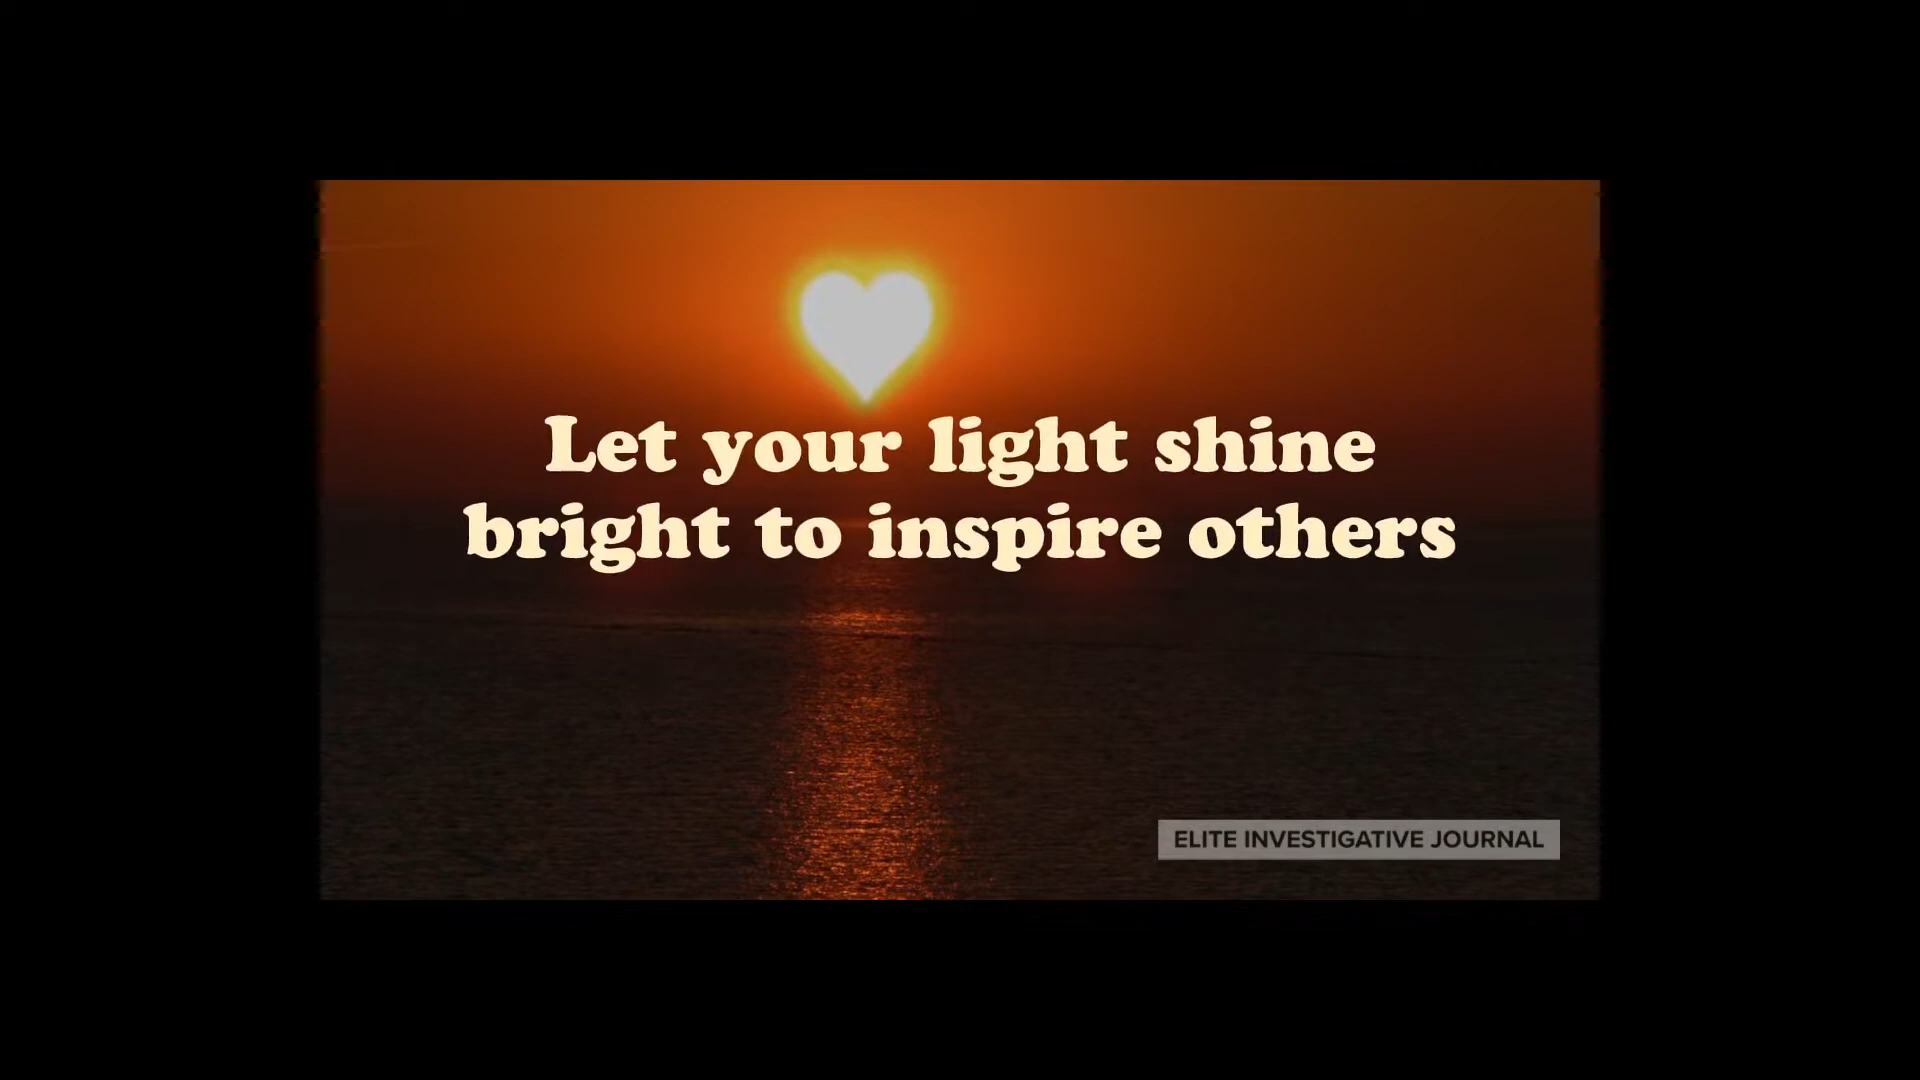 Let your light shine
bright to inspire others
ELITE INVESTIGATIVE JOURNAL